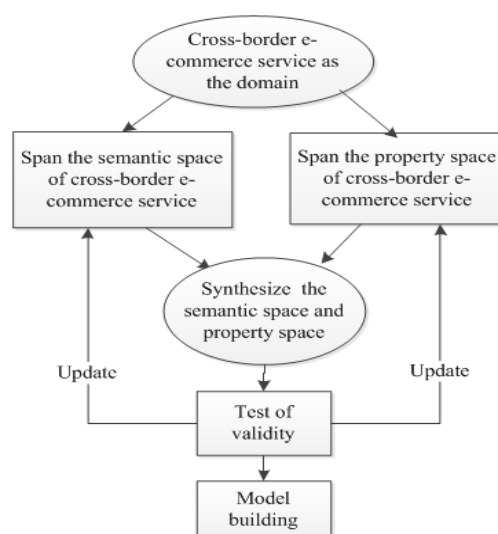 Cross-border e-
commerce service as
the domain
Span the semantic space
of cross-border e-
commerce service
Span the property space
of cross-border e-
commerce service
Synthesize the
semantic space and
property space
Update
Update
Test of
validity
Model
building